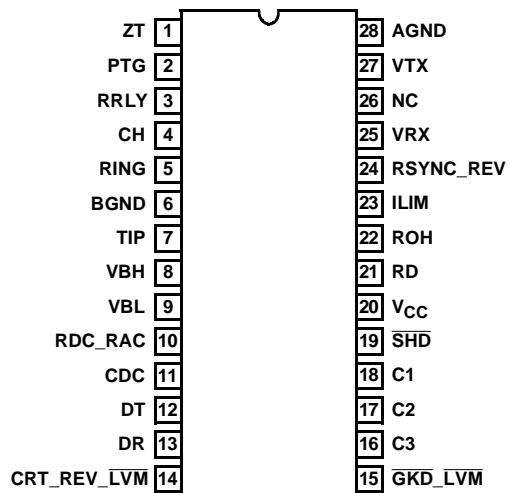 ZT 1 28 AGND
PTG 2 27 VTX
RRLY 3 26 NC
CH 4 25 VRX
RING 5 24 RSYNC_REV
BGND 6 23 ILIM
TIP 7 22 ROH
VBH 8 21 RD
VBL 9 20 VCC
RDC_RAC 10 19 SHD
CDC 11 18 C1
DT 12 17 C2
DR 13 16 C3
CRT_REV_LVM 14 15 GKD_LVM